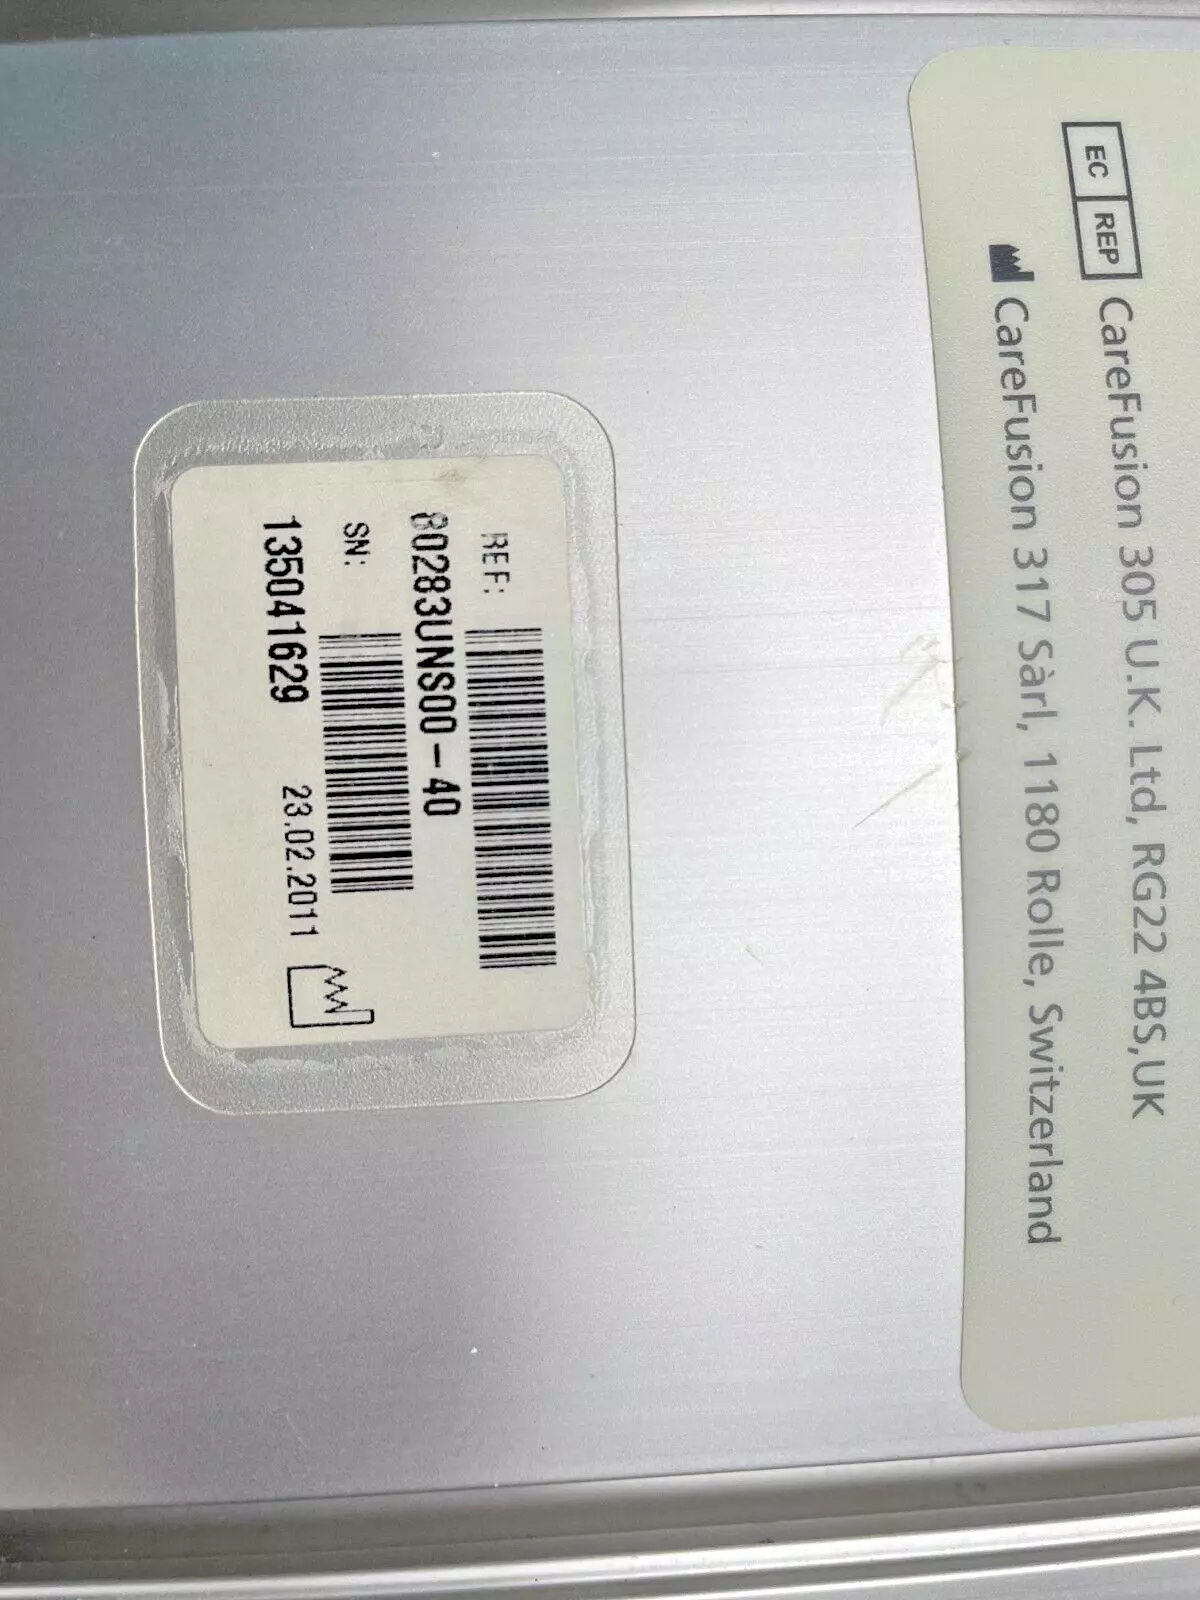 EC REP CareFusion 305 U.K. Ltd, RG22 4BS,UK
CareFusion 317 Sàrl, 1180 Rolle, Switzerland
REF:
80283UNS00-40
SN:
135041629 23.02.2011